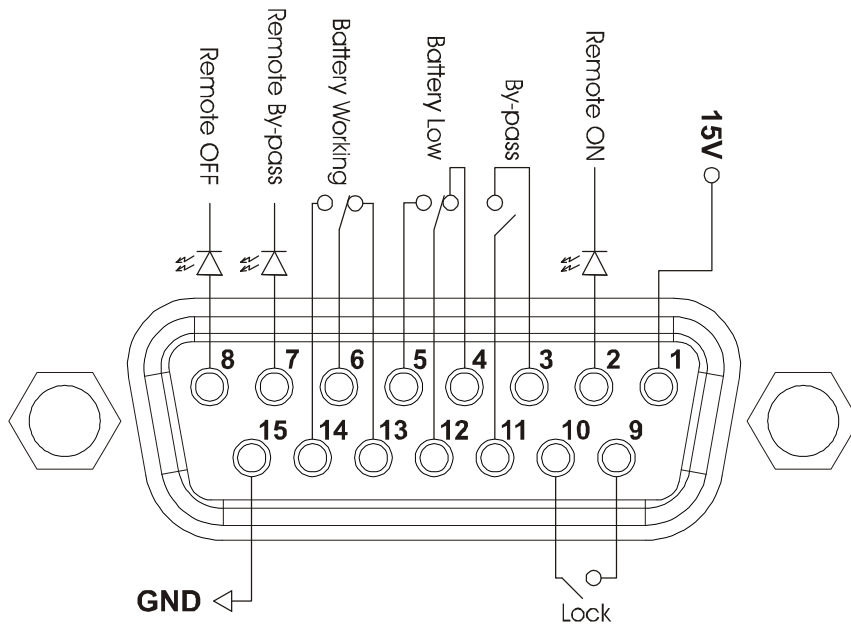 Remote OFF
Remote By-pass
Battery Working
Battery Low
By-pass
Remote ON
15V
8
7
6
5
4
3
2
1
15
14
13
12
11
10
9
GND
Lock